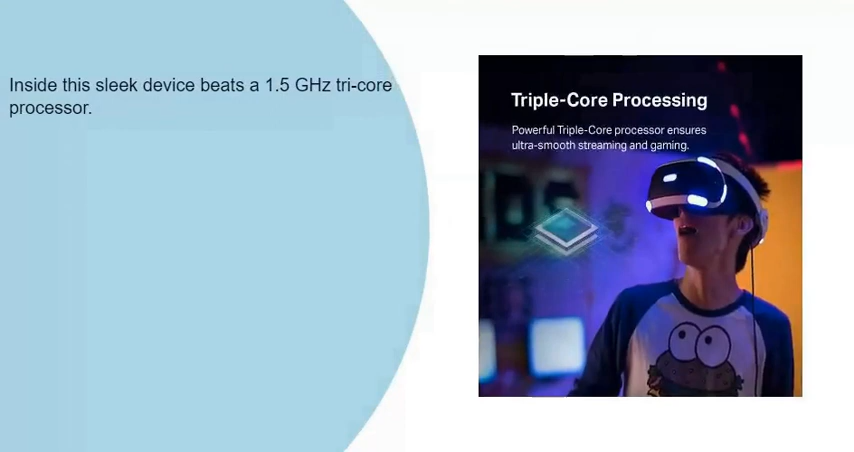 Inside this sleek device beats a 1.5 GHz tri-core
processor.
Triple-Core Processing
Powerful Triple-Core processor ensures
ultra-smooth streaming and gaming.